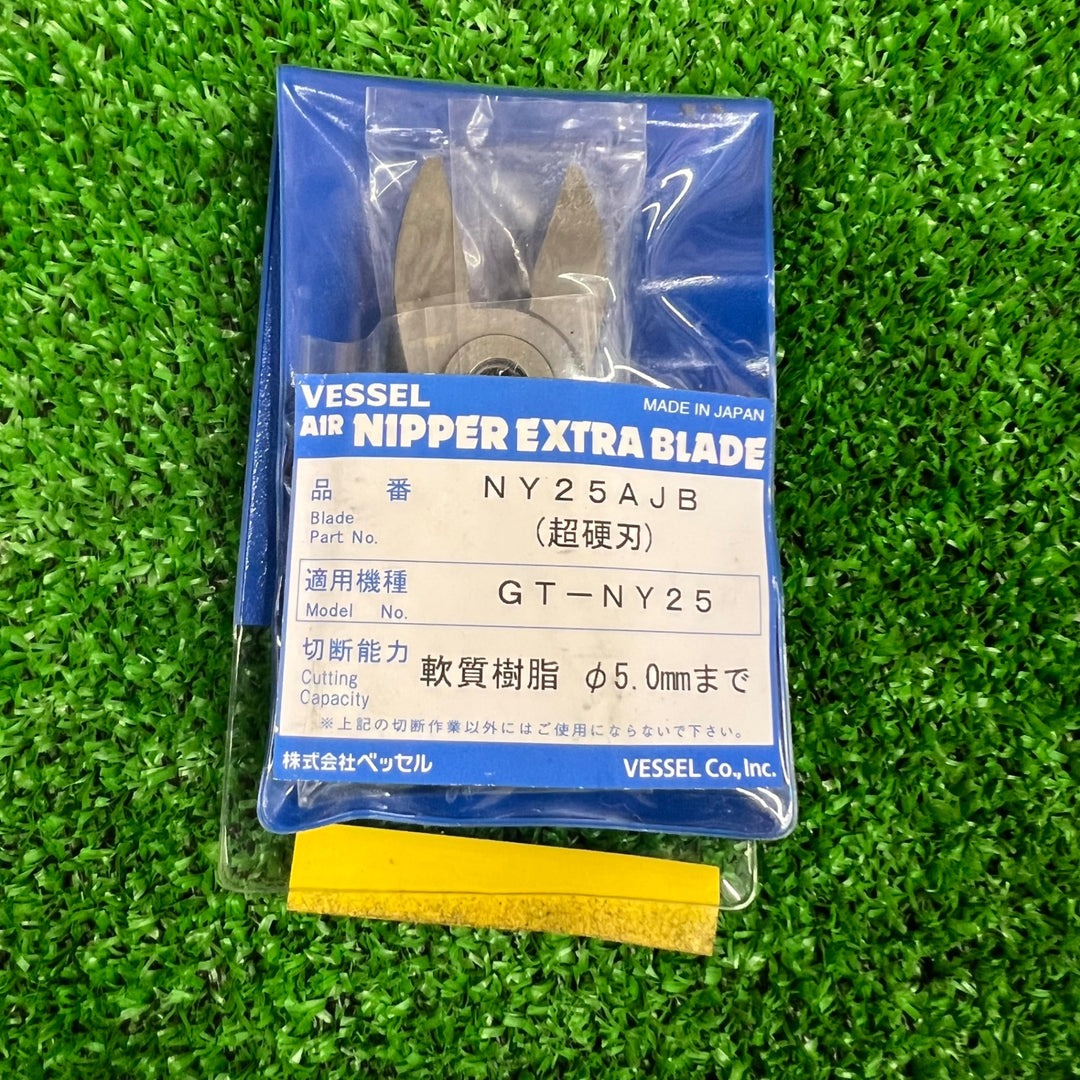 VESSEL
MADE IN JAPAN
AIR NIPPER EXTRA BLADE
品番 NY25AJB
Blade
Part No.
(超硬刃)
適用機種 GT-NY25
Model No.
切断能力
Cutting
Capacity
軟質樹脂 φ5.0mmまで
※上記の切断作業以外にはご使用にならないで下さい。
株式会社ベッセル VESSEL Co., Inc.